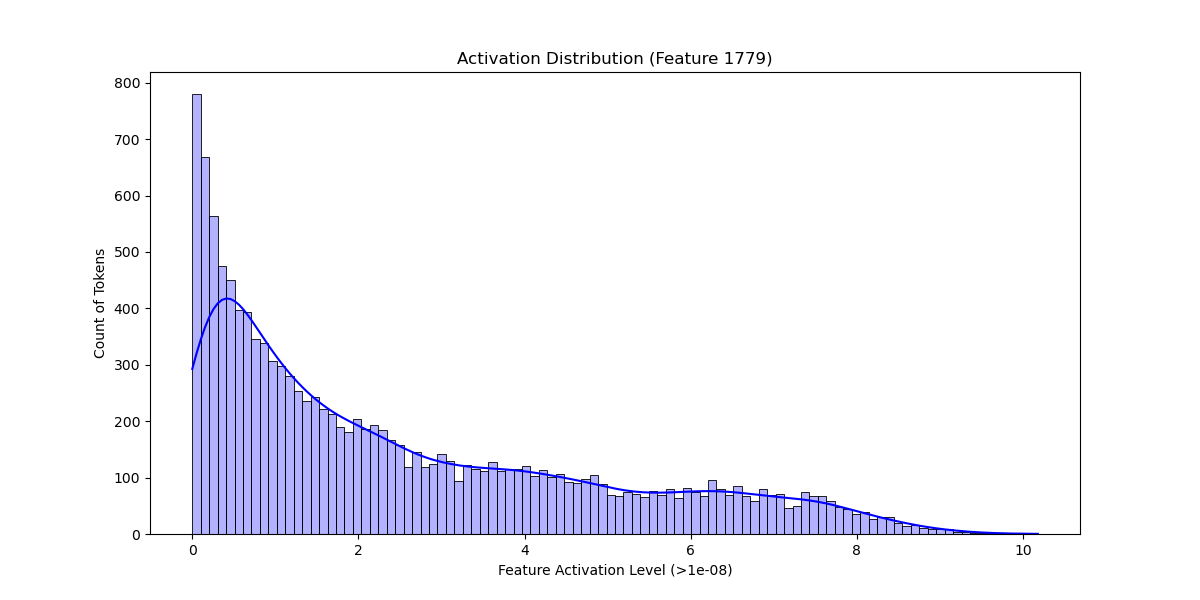 Activation Distribution (Feature 1779)
Count of Tokens
800
700
600
500
400
300
200
100
0
0 2 4 6 8 10
Feature Activation Level (>1e-08)